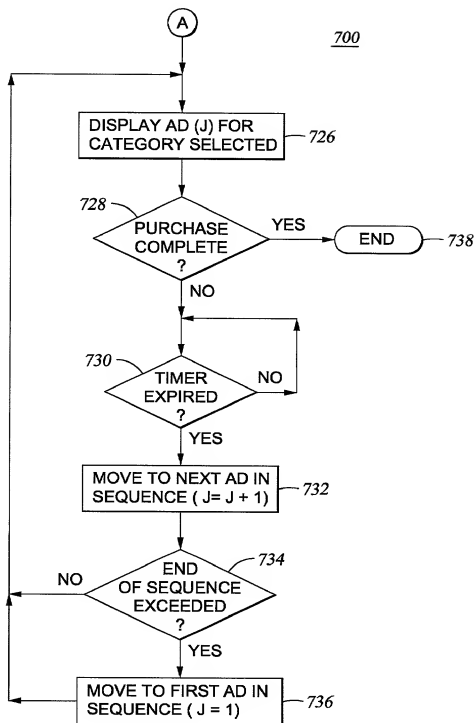 A
700
DISPLAY AD (J) FOR
CATEGORY SELECTED
726
728
PURCHASE
COMPLETE
?
YES
END
738
NO
730
TIMER
EXPIRED
?
NO
YES
MOVE TO NEXT AD IN
SEQUENCE ( J= J + 1)
732
734
END
OF SEQUENCE
EXCEEDED
?
NO
YES
MOVE TO FIRST AD IN
SEQUENCE ( J = 1)
736